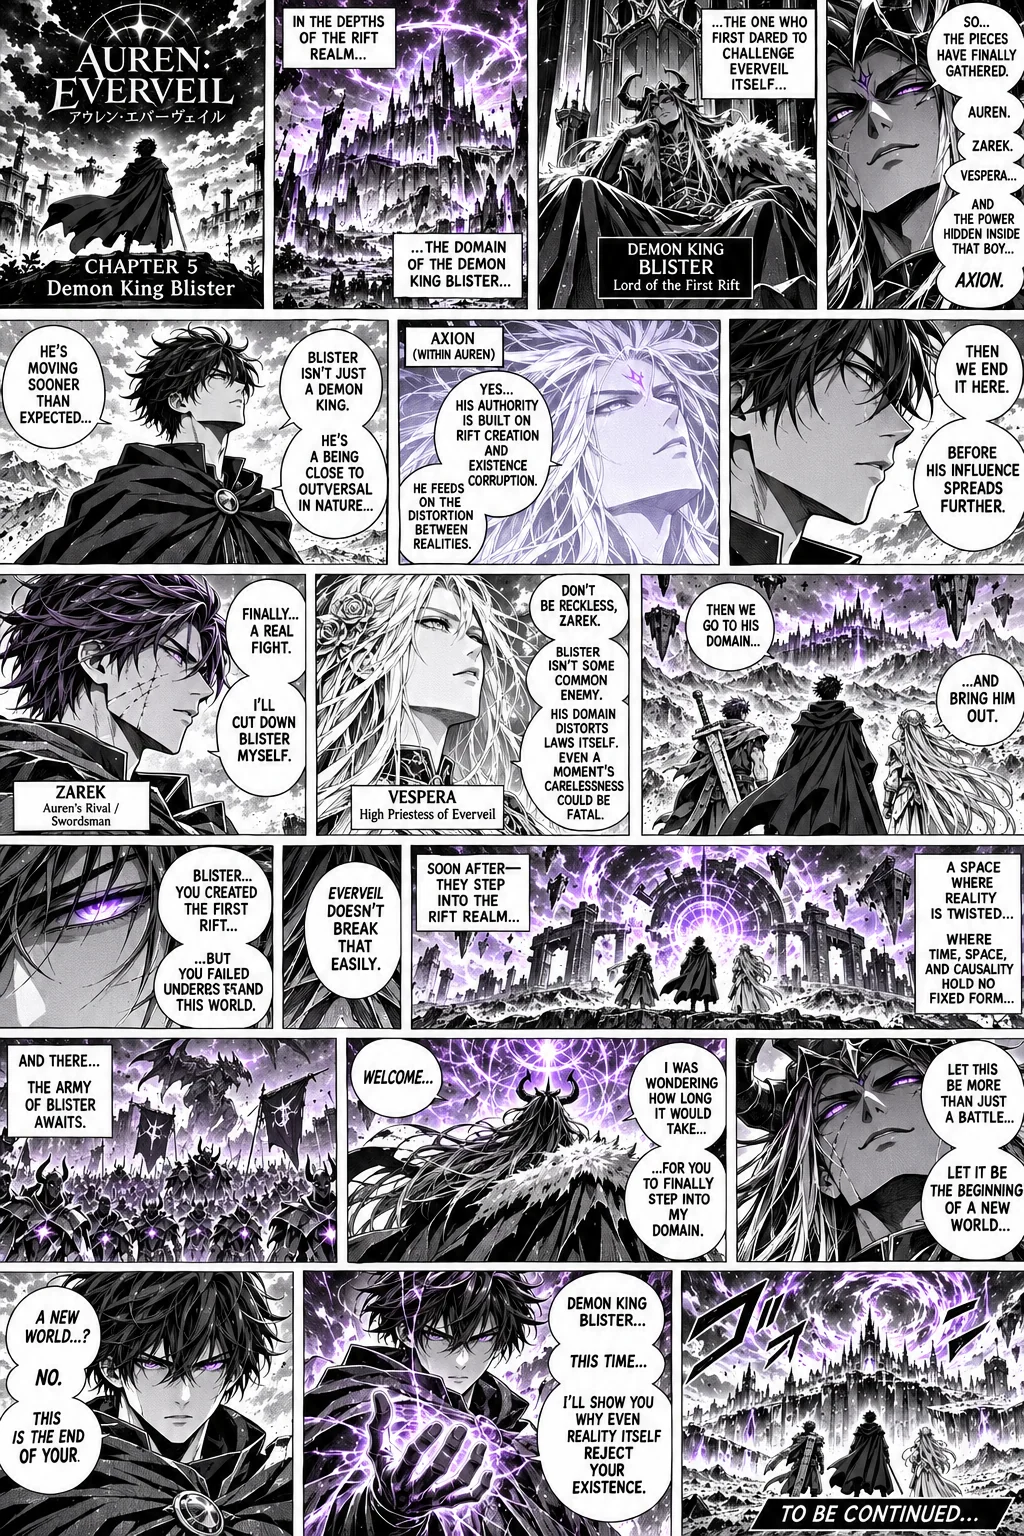 AUREN:
EVERVEIL
アウレン・エバーヴェイル
CHAPTER 5
Demon King Blister
IN THE DEPTHS
OF THE RIFT
REALM...
...THE DOMAIN
OF THE DEMON
KING BLISTER...
...THE ONE WHO
FIRST DARED TO
CHALLENGE
EVERVEIL
ITSELF...
DEMON KING
BLISTER
Lord of the First Rift
SO...
THE PIECES
HAVE FINALLY
GATHERED.
AUREN.
ZAREK.
VESPERA...
AND
THE POWER
HIDDEN INSIDE
THAT BOY...
AXION.
HE'S
MOVING
SOONER
THAN
EXPECTED...
BLISTER
ISN'T JUST
A DEMON
KING.
HE'S
A BEING
CLOSE TO
OUTVERSAL
IN NATURE...
AXION
(WITHIN AUREN)
YES...
HIS AUTHORITY
IS BUILT ON
RIFT CREATION
AND
EXISTENCE
CORRUPTION.
HE FEEDS
ON THE
DISTORTION
BETWEEN
REALITIES.
THEN
WE END
IT HERE.
BEFORE
HIS INFLUENCE
SPREADS
FURTHER.
FINALLY...
A REAL
FIGHT.
I'LL
CUT DOWN
BLISTER
MYSELF.
ZAREK
Auren's Rival /
Swordsman
DON'T
BE RECKLESS,
ZAREK.
BLISTER
ISN'T SOME
COMMON
ENEMY.
HIS DOMAIN
DISTORTS
LAWS ITSELF.
EVEN A
MOMENT'S
CARELESSNESS
COULD BE
FATAL.
VESPERA
High Priestess of Everveil
THEN WE
GO TO HIS
DOMAIN...
...AND
BRING HIM
OUT.
BLISTER...
YOU CREATED
THE FIRST
RIFT...
...BUT
YOU FAILED
THIS WORLD.
EVERVEIL
DOESN'T
BREAK
THAT
EASILY.
SOON AFTER—
THEY STEP
INTO THE
RIFT REALM...
A SPACE
WHERE
REALITY
IS TWISTED...
WHERE
TIME, SPACE,
AND CAUSALITY
HOLD NO
FIXED FORM...
AND THERE...
THE ARMY
OF BLISTER
AWAITS.
WELCOME...
I WAS
WONDERING
HOW LONG
IT WOULD
TAKE...
...FOR YOU
TO FINALLY
STEP INTO
MY
DOMAIN.
LET THIS
BE MORE
THAN JUST
A BATTLE...
LET IT BE
THE BEGINNING
OF A NEW
WORLD...
A NEW
WORLD...?
NO.
THIS
IS THE END
OF YOUR.
DEMON KING
BLISTER...
THIS TIME...
I'LL SHOW YOU
WHY EVEN
REALITY ITSELF
REJECT
YOUR
EXISTENCE.
TO BE CONTINUED...